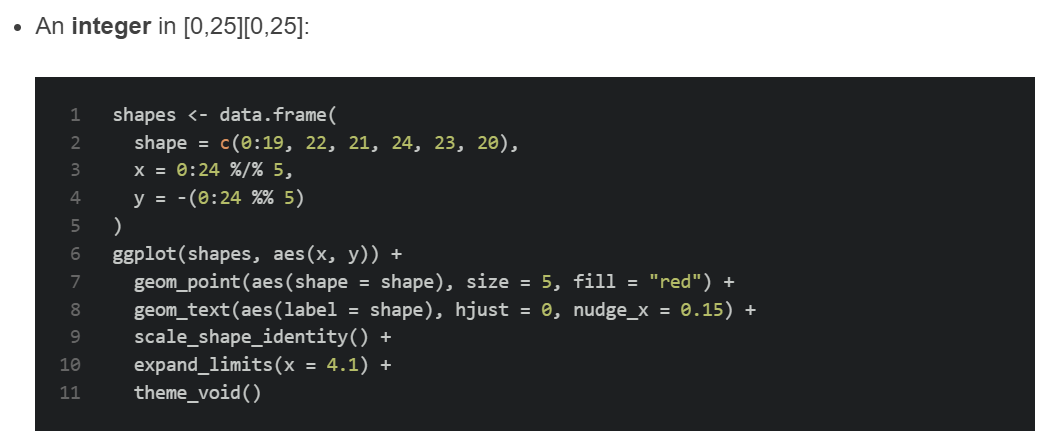 • An integer in [0,25][0,25]:
1 shapes <- data.frame(
2   shape = c(0:19, 22, 21, 24, 23, 20),
3   x = 0:24 %/% 5,
4   y = -(0:24 %% 5)
5 )
6 ggplot(shapes, aes(x, y)) +
7   geom_point(aes(shape = shape), size = 5, fill = "red") +
8   geom_text(aes(label = shape), hjust = 0, nudge_x = 0.15) +
9   scale_shape_identity() +
10   expand_limits(x = 4.1) +
11   theme_void()